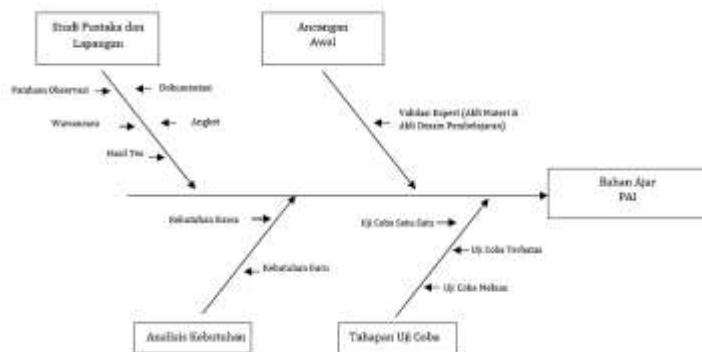 Studi Pustaka dan
Lapangan
Ancangan
Awal
Panduan Observasi
Dokumentasi
Wawancara
Angket
Hasil Tes
Validasi Expert (Ahli Materi &
Ahli Desain Pembelajaran)
Bahan Ajar
PAI
Kebutuhan Siswa
Kebutuhan Guru
Uji Coba Satu-Satu
Uji Coba Terbatas
Uji Coba Meluas
Analisis Kebutuhan
Tahapan Uji Coba